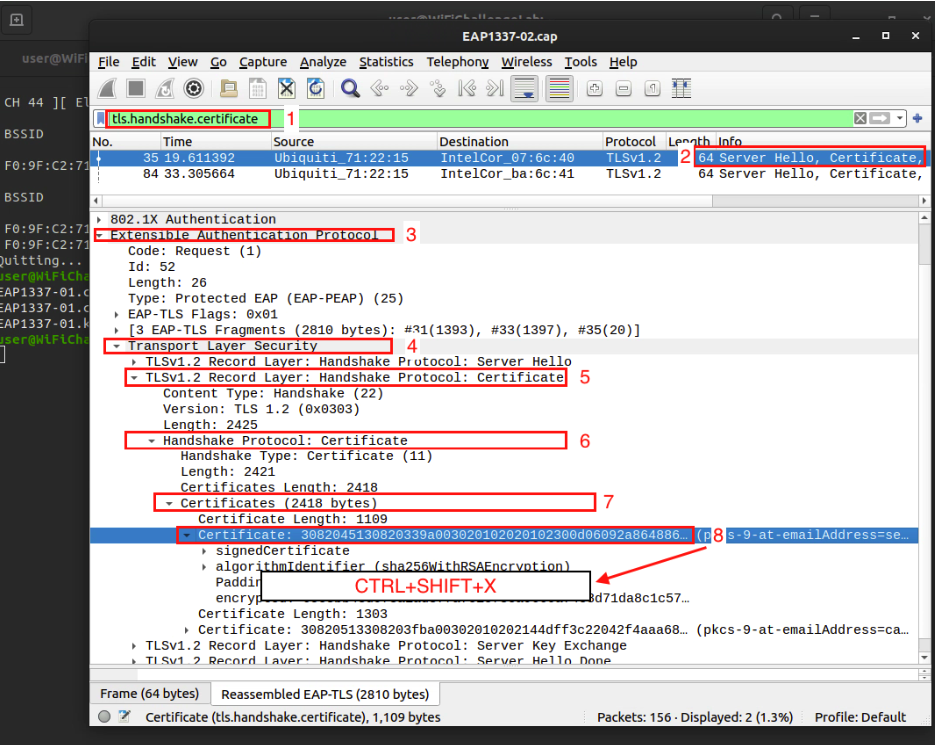 user@WiFiChallengeLab:
EAP1337-02.cap
user@WiFi
File Edit View Go Capture Analyze Statistics Telephony Wireless Tools Help
CH 44 ][ El
tls.handshake.certificate 1
BSSID
No. Time Source Destination Protocol Length Info
35 19.611392 Ubiquiti_71:22:15 IntelCor_07:6c:40 TLSv1.2 2 64 Server Hello, Certificate,
F0:9F:C2:71
84 33.305664 Ubiquiti_71:22:15 IntelCor_ba:6c:41 TLSv1.2 64 Server Hello, Certificate,
BSSID
802.1X Authentication
F0:9F:C2:71
Extensible Authentication Protocol 3
F0:9F:C2:71
Code: Request (1)
Quitting...
Id: 52
user@WiFiCha
Length: 26
EAP1337-01.c
Type: Protected EAP (EAP-PEAP) (25)
EAP1337-01.c
EAP-TLS Flags: 0x01
EAP1337-01.k
[3 EAP-TLS Fragments (2810 bytes): #31(1393), #33(1397), #35(20)]
user@WiFiCha
Transport Layer Security 4
TLSv1.2 Record Layer: Handshake Protocol: Server Hello
TLSv1.2 Record Layer: Handshake Protocol: Certificate 5
Content Type: Handshake (22)
Version: TLS 1.2 (0x0303)
Length: 2425
Handshake Protocol: Certificate 6
Handshake Type: Certificate (11)
Length: 2421
Certificates Length: 2418
Certificates (2418 bytes) 7
Certificate Length: 1109
Certificate: 3082045130820339a003020102020102300d06092a864886… (p 8 s-9-at-emailAddress=se…
signedCertificate
algorithmIdentifier (sha256WithRSAEncryption)
Paddin
CTRL+SHIFT+X
encryp
d71da8c1c57…
Certificate Length: 1303
Certificate: 30820513308203fba00302010202144dff3c22042f4aaa68… (pkcs-9-at-emailAddress=ca…
TLSv1.2 Record Layer: Handshake Protocol: Server Key Exchange
TLSv1.2 Record Layer: Handshake Protocol: Server Hello Done
Frame (64 bytes) Reassembled EAP-TLS (2810 bytes)
Certificate (tls.handshake.certificate), 1,109 bytes Packets: 156 · Displayed: 2 (1.3%) Profile: Default